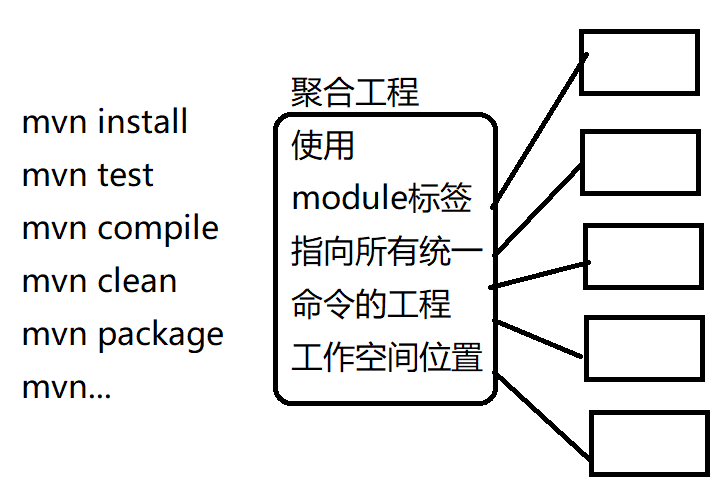 mvn install
mvn test
mvn compile
mvn clean
mvn package
mvn...
聚合工程
使用
module标签
指向所有统一
命令的工程
工作空间位置